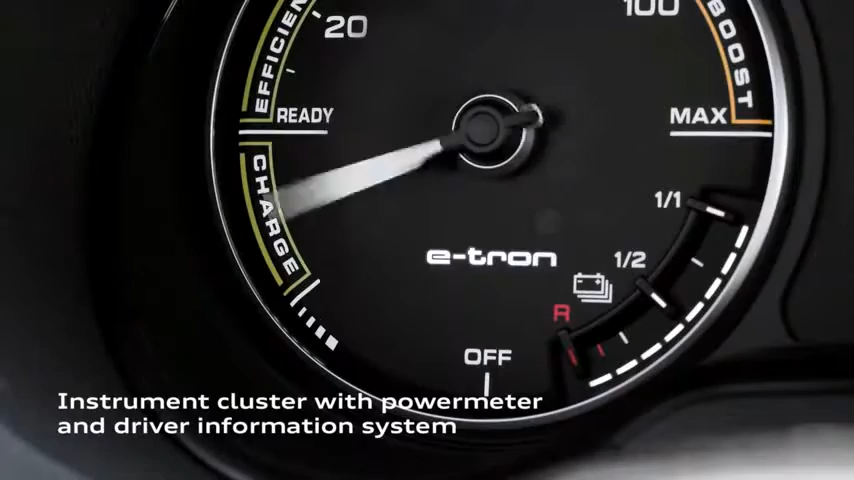 EFFICIEN
20
100
BOOST
READY
MAX
CHARGE
1/1
e-tron
1/2
R
OFF
Instrument cluster with powermeter
and driver information system